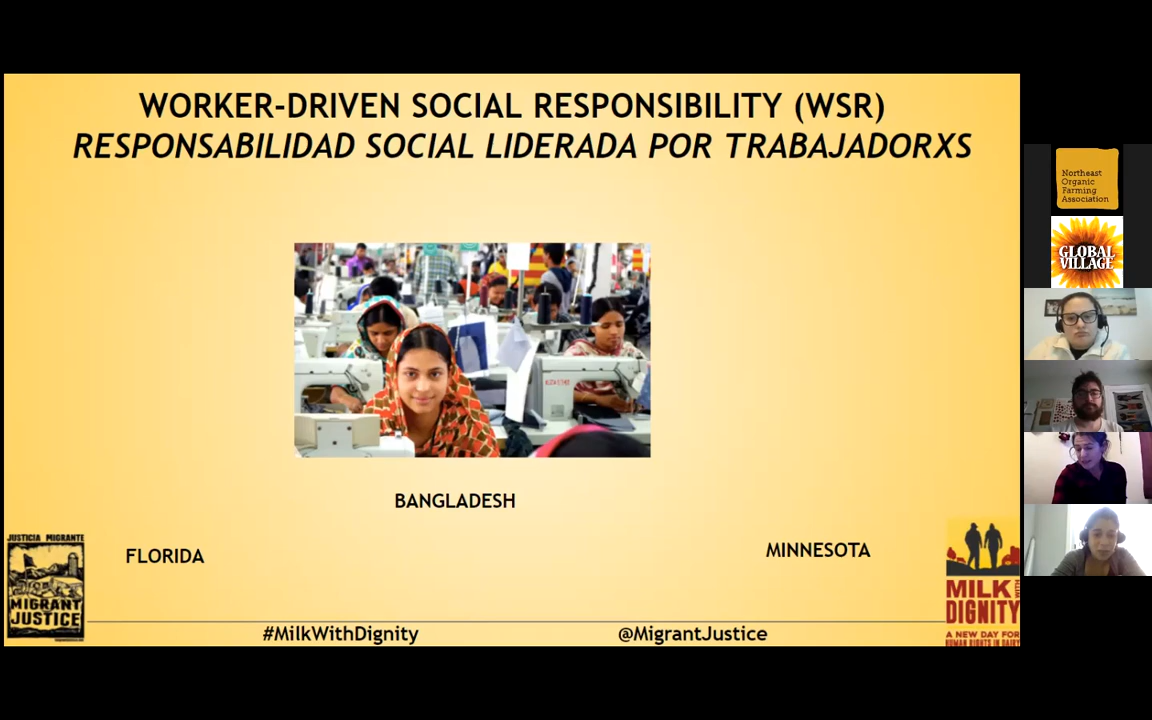 WORKER-DRIVEN SOCIAL RESPONSIBILITY (WSR)
RESPONSABILIDAD SOCIAL LIDERADA POR TRABAJADORXS
BANGLADESH
FLORIDA
MINNESOTA
#MilkWithDignity
@MigrantJustice
JUSTICIA MIGRANTE
MIGRANT
JUSTICE
MILK WITH
DIGNITY
A NEW DAY FOR
HUMAN RIGHTS IN DAIRY
Northeast
Organic
Farming
Association
GLOBAL
VILLAGE